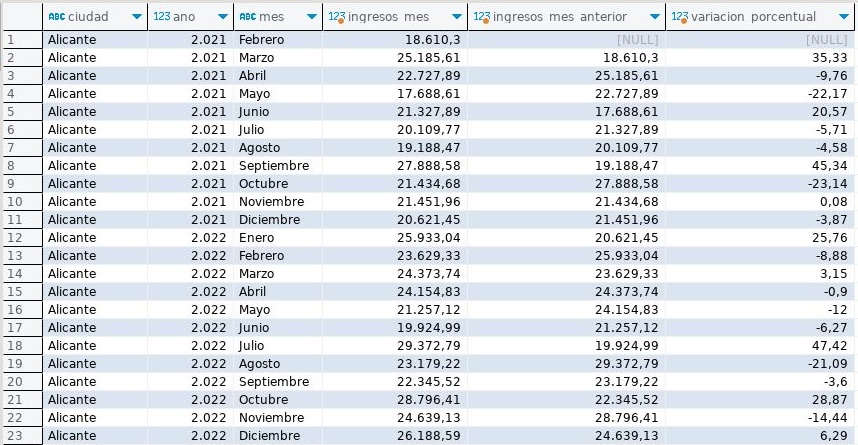 ABC ciudad 123 ano ABC mes 123 ingresos_mes 123 ingresos_mes_anterior 123 variacion_porcentual
1 Alicante 2.021 Febrero 18.610,3 [NULL] [NULL]
2 Alicante 2.021 Marzo 25.185,61 18.610,3 35,33
3 Alicante 2.021 Abril 22.727,89 25.185,61 -9,76
4 Alicante 2.021 Mayo 17.688,61 22.727,89 -22,17
5 Alicante 2.021 Junio 21.327,89 17.688,61 20,57
6 Alicante 2.021 Julio 20.109,77 21.327,89 -5,71
7 Alicante 2.021 Agosto 19.188,47 20.109,77 -4,58
8 Alicante 2.021 Septiembre 27.888,58 19.188,47 45,34
9 Alicante 2.021 Octubre 21.434,68 27.888,58 -23,14
10 Alicante 2.021 Noviembre 21.451,96 21.434,68 0,08
11 Alicante 2.021 Diciembre 20.621,45 21.451,96 -3,87
12 Alicante 2.022 Enero 25.933,04 20.621,45 25,76
13 Alicante 2.022 Febrero 23.629,33 25.933,04 -8,88
14 Alicante 2.022 Marzo 24.373,74 23.629,33 3,15
15 Alicante 2.022 Abril 24.154,83 24.373,74 -0,9
16 Alicante 2.022 Mayo 21.257,12 24.154,83 -12
17 Alicante 2.022 Junio 19.924,99 21.257,12 -6,27
18 Alicante 2.022 Julio 29.372,79 19.924,99 47,42
19 Alicante 2.022 Agosto 23.179,22 29.372,79 -21,09
20 Alicante 2.022 Septiembre 22.345,52 23.179,22 -3,6
21 Alicante 2.022 Octubre 28.796,41 22.345,52 28,87
22 Alicante 2.022 Noviembre 24.639,13 28.796,41 -14,44
23 Alicante 2.022 Diciembre 26.188,59 24.639,13 6,29